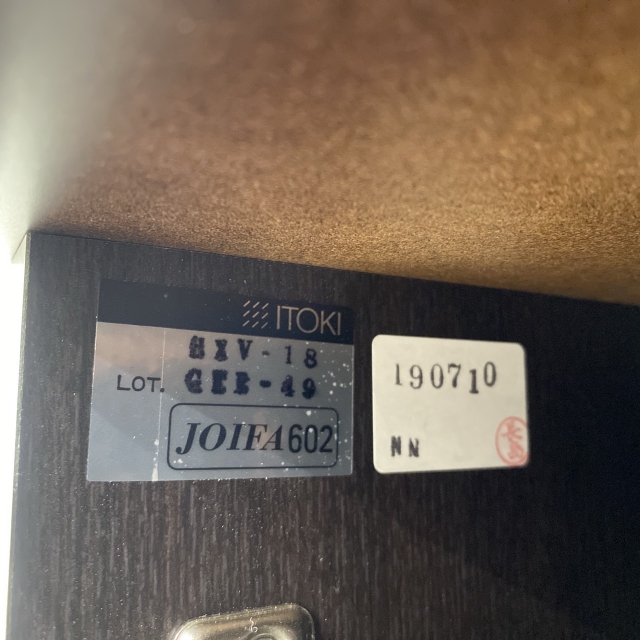 ITOKI
HXV-18
LOT. GEB-49
JOIFA602
190710
NN